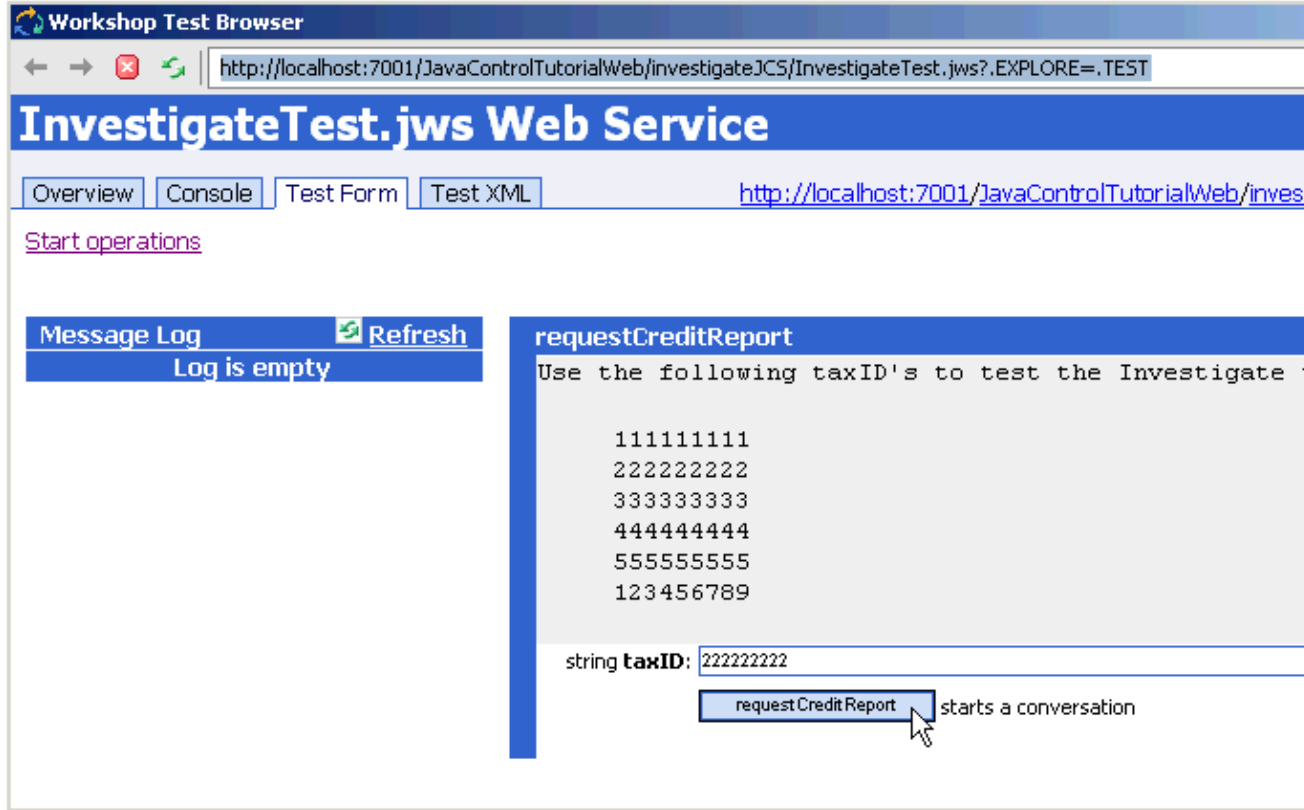 Workshop Test Browser
http://localhost:7001/JavaControlTutorialWeb/investigateJCS/InvestigateTest.jws?.EXPLORE=.TEST
InvestigateTest.jws Web Service
Overview Console Test Form Test XML http://localhost:7001/JavaControlTutorialWeb/inves
Start operations
Message Log Refresh
Log is empty
requestCreditReport
Use the following taxID's to test the Investigate
111111111
222222222
333333333
444444444
555555555
123456789
string taxID: 222222222
requestCreditReport starts a conversation